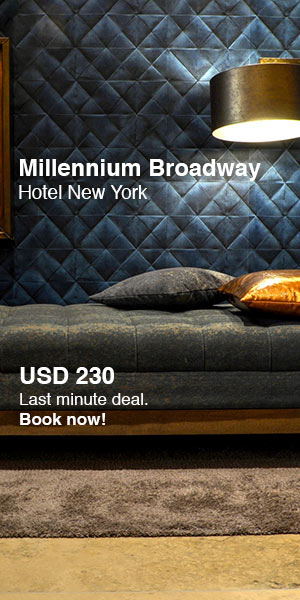 Millennium Broadway
Hotel New York
USD 230
Last minute deal.
Book now!